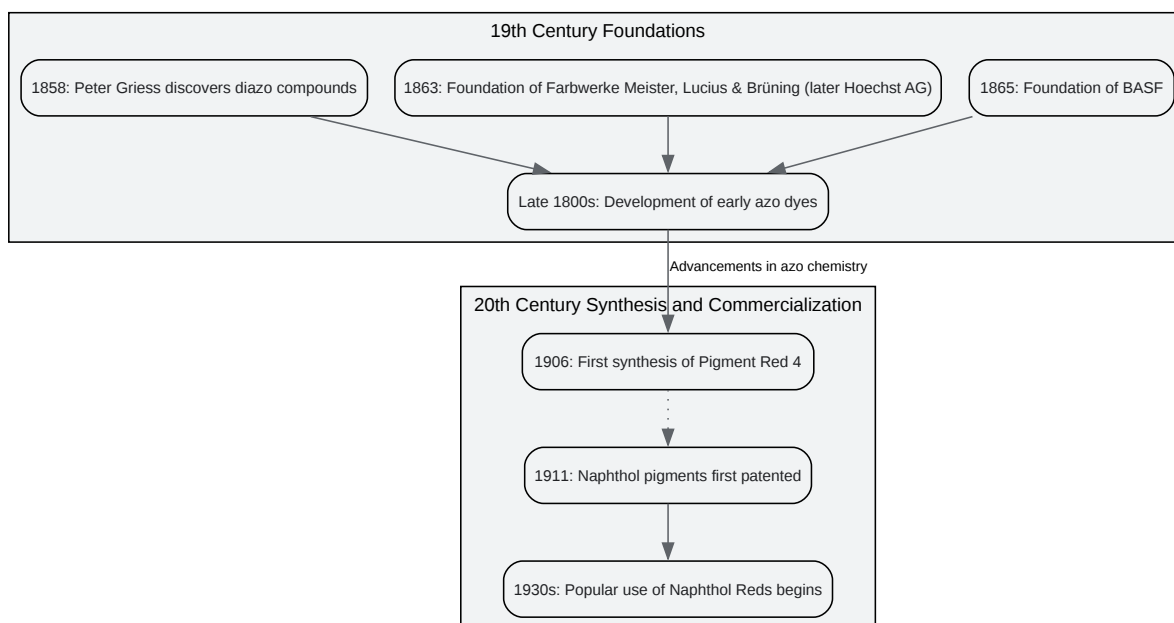 19th Century Foundations
1858: Peter Griess discovers diazo compounds
1863: Foundation of Farbwerke Meister, Lucius & Brüning (later Hoechst AG)
1865: Foundation of BASF
Late 1800s: Development of early azo dyes
Advancements in azo chemistry
20th Century Synthesis and Commercialization
1906: First synthesis of Pigment Red 4
1911: Naphthol pigments first patented
1930s: Popular use of Naphthol Reds begins